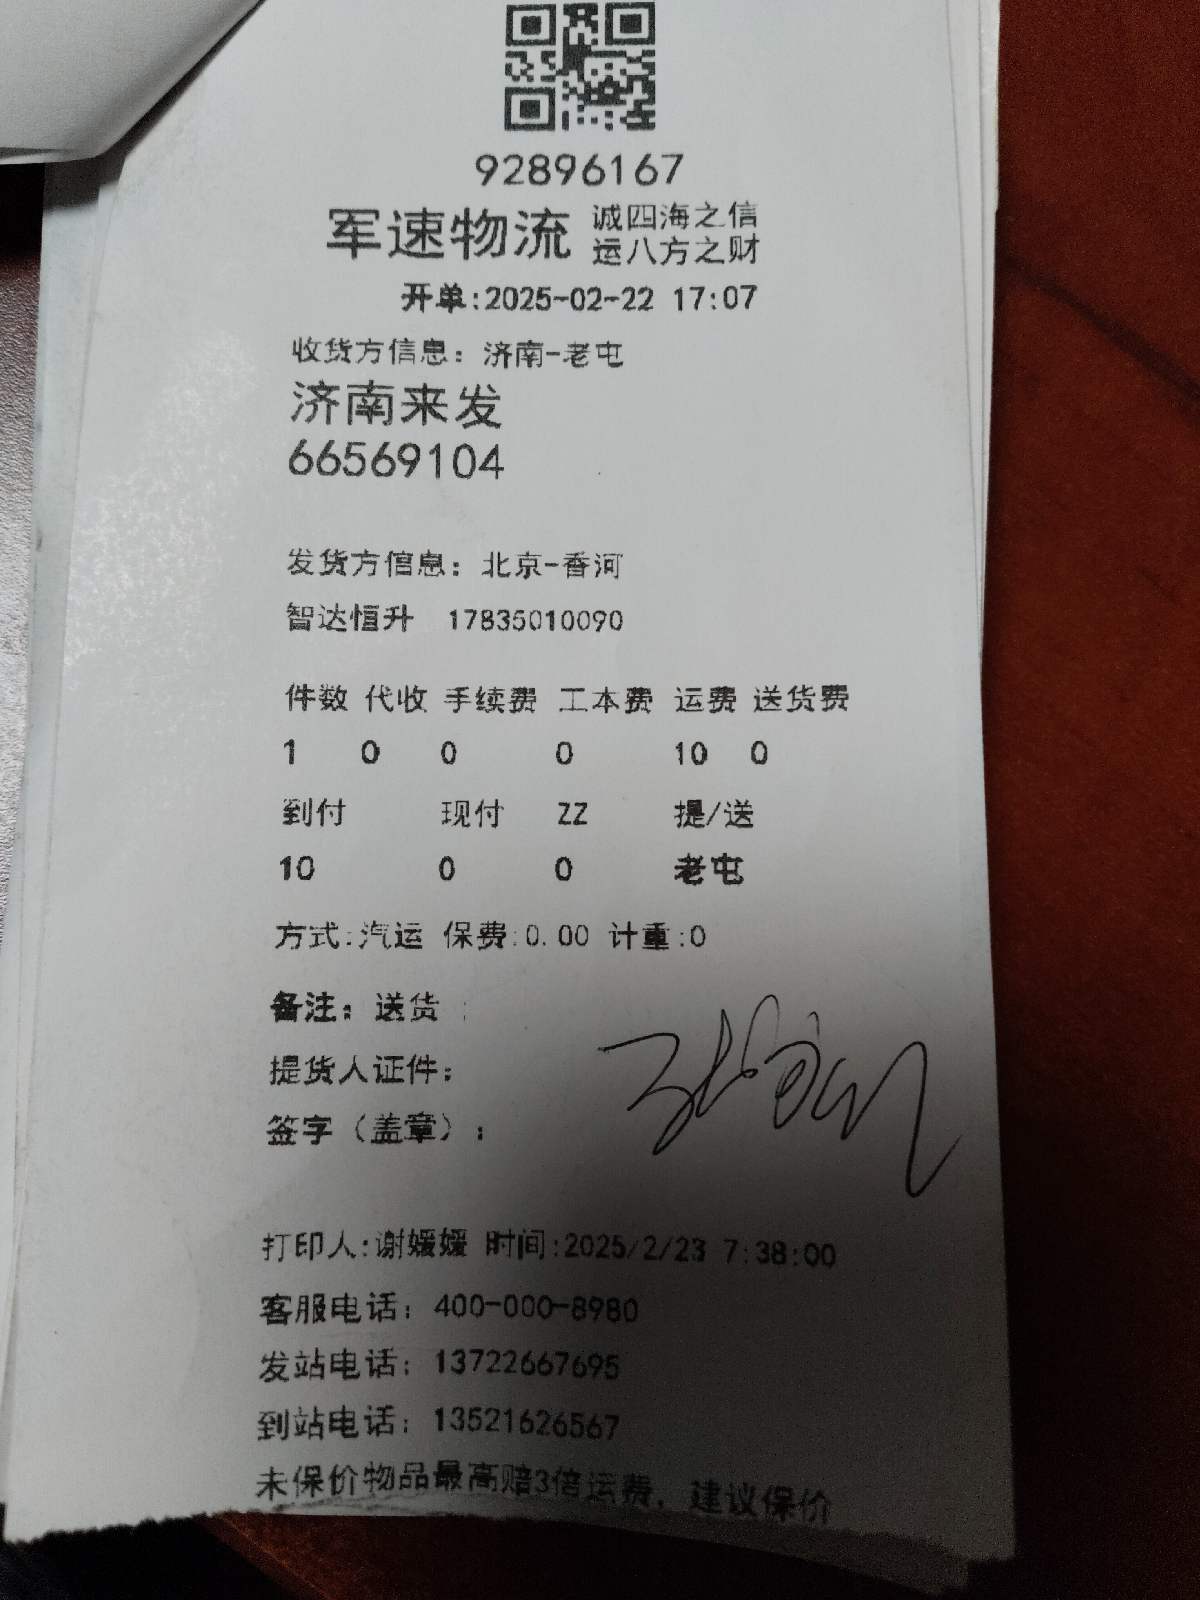 92896167
军速物流 诚四海之信
运八方之财
开单:2025-02-22 17:07
收货方信息：济南-老屯
济南来发
66569104
发货方信息：北京-香河
智达恒升 17835010090
件数 代收 手续费 工本费 运费 送货费
1 0 0 0 10 0
到付 现付 ZZ 提/送
10 0 0 老屯
方式:汽运 保费:0.00 计重:0
备注：送货 ;
提货人证件：
签字（盖章）：
打印人:谢媛媛 时间:2025/2/23 7:38:00
客服电话：400-000-8980
发站电话：13722667695
到站电话：13521626567
未保价物品最高赔3倍运费，建议保价